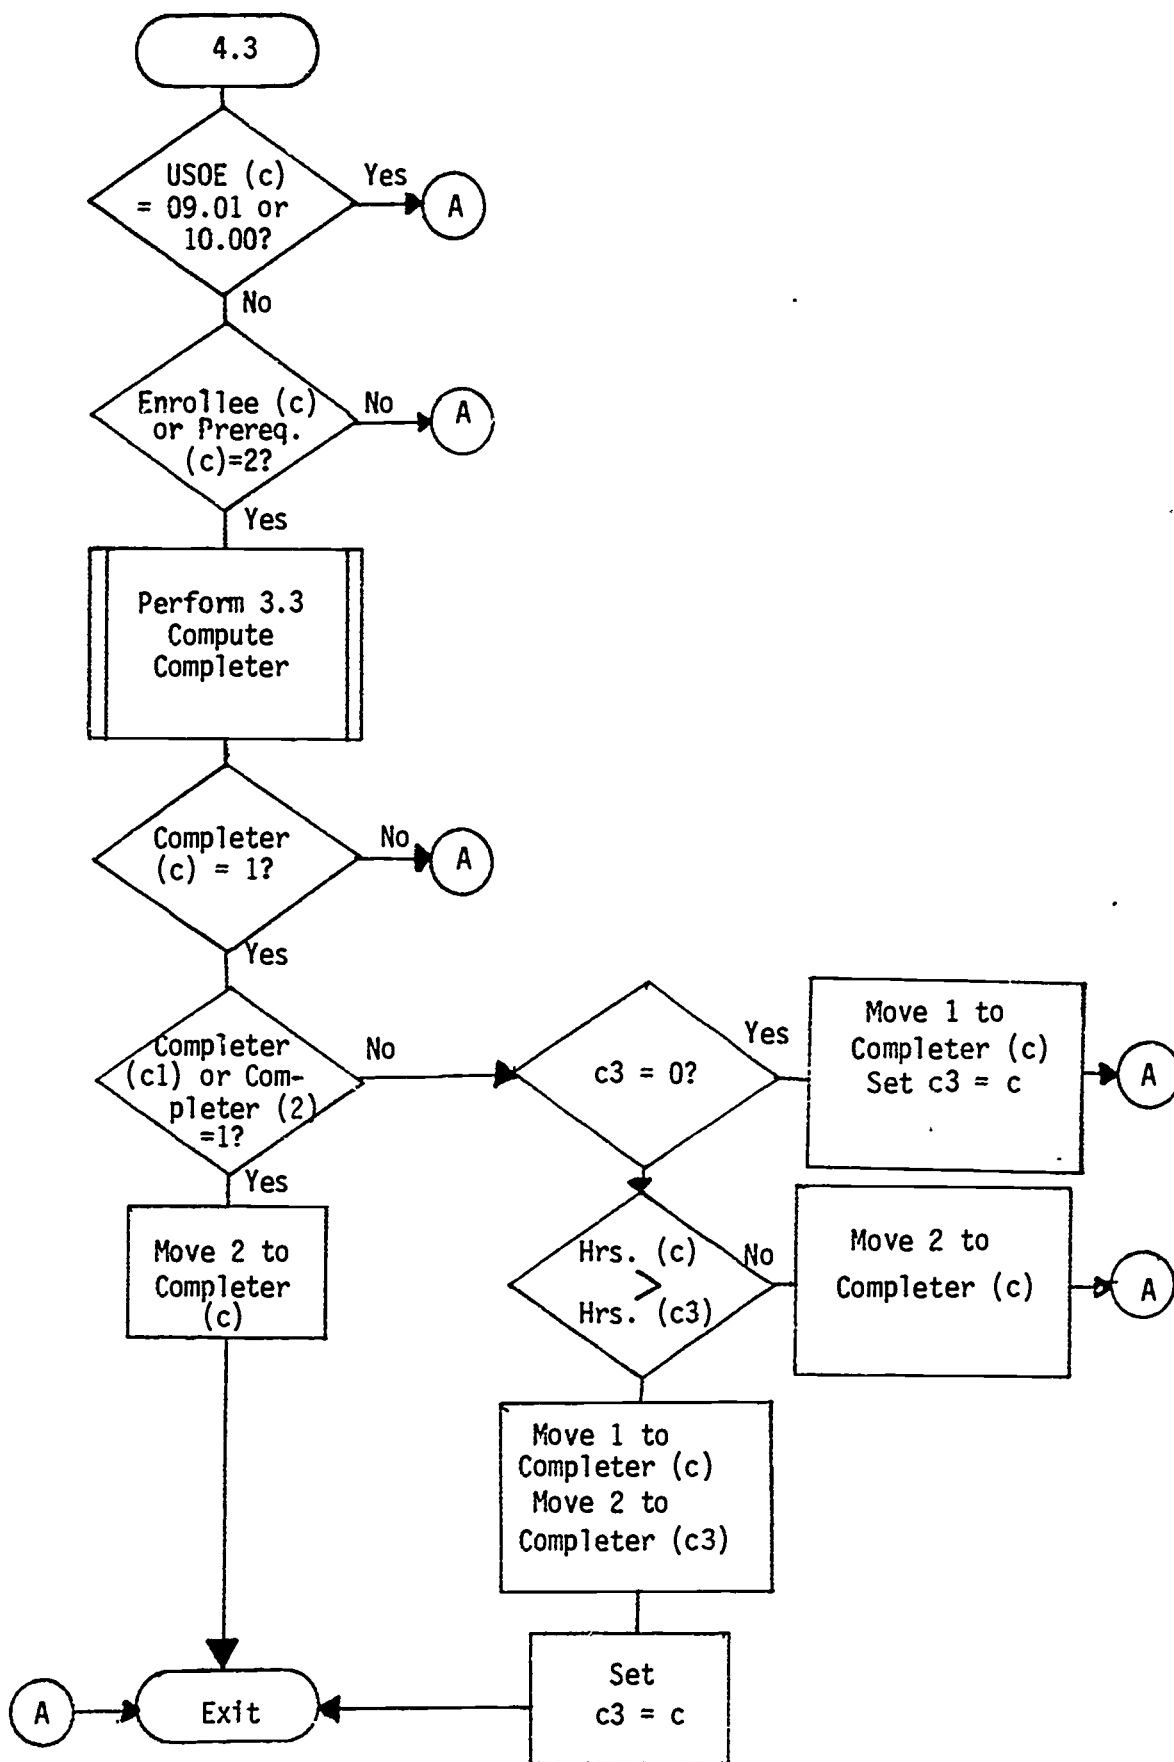 4.3
USOE (c)
= 09.01 or
10.00?
Yes
A
No
Enrollee (c)
or Prereq.
(c)=2?
No
A
Yes
Perform 3.3
Compute
Completer
Completer
(c) = 1?
No
A
Yes
Completer
(c1) or Com-
pleter (2)
=1?
No
c3 = 0?
Yes
Move 1 to
Completer (c)
Set c3 = c
A
Yes
Move 2 to
Completer
(c)
Hrs. (c)
>
Hrs. (c3)
No
Move 2 to
Completer (c)
A
Move 1 to
Completer (c)
Move 2 to
Completer (c3)
Set
c3 = c
A
Exit